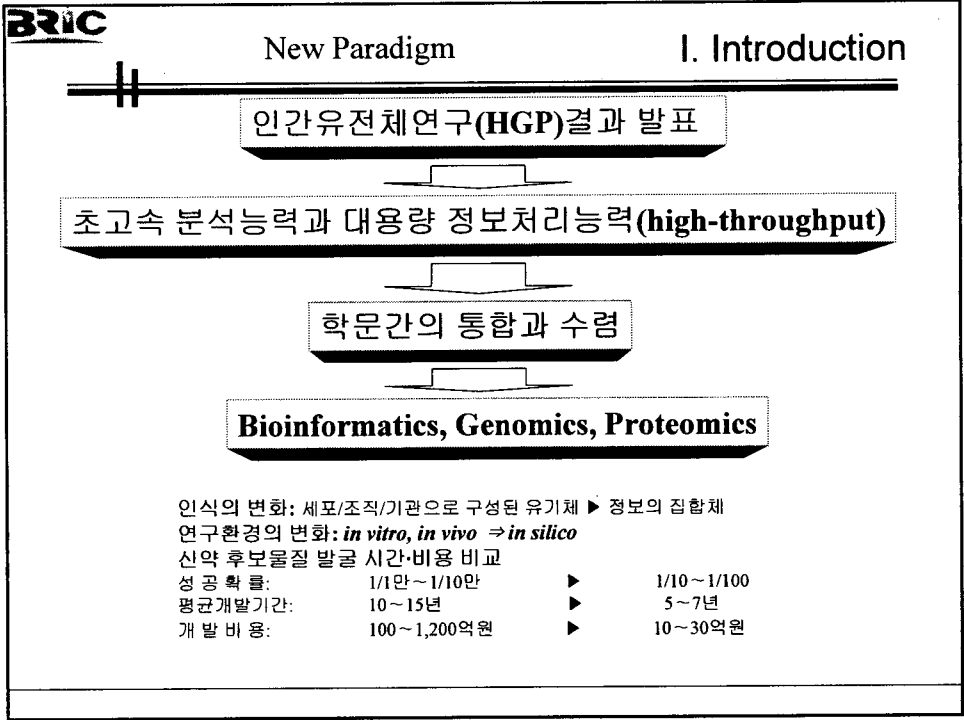 BRIC
New Paradigm
I. Introduction
인간유전체연구(HGP)결과 발표
초고속 분석능력과 대용량 정보처리능력(high-throughput)
학문간의 통합과 수렴
Bioinformatics, Genomics, Proteomics
인식의 변화: 세포/조직/기관으로 구성된 유기체 ▶ 정보의 집합체
연구환경의 변화: in vitro, in vivo ⇒ in silico
신약 후보물질 발굴 시간·비용 비교
성 공 확 률: 1/1만~1/10만 ▶ 1/10~1/100
평균개발기간: 10~15년 ▶ 5~7년
개 발 비 용: 100~1,200억원 ▶ 10~30억원